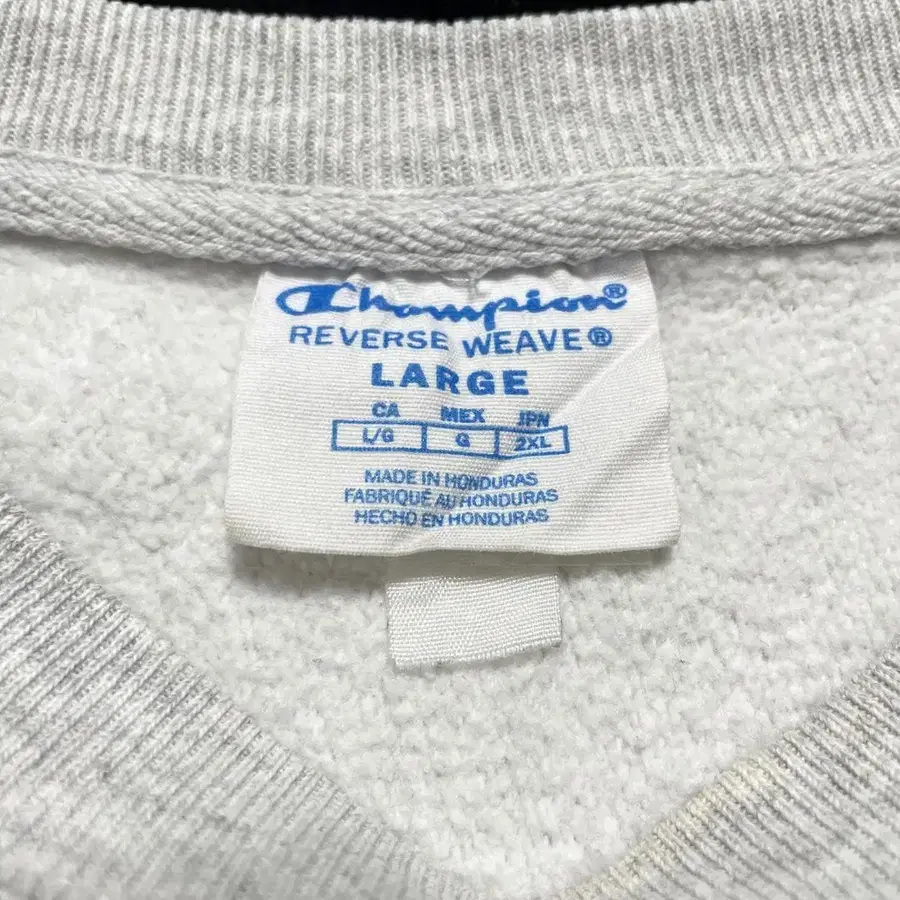 Champion®
REVERSE WEAVE®
LARGE
CA MEX JPN
L/G G 2XL
MADE IN HONDURAS
FABRIQUÉ AU HONDURAS
HECHO EN HONDURAS